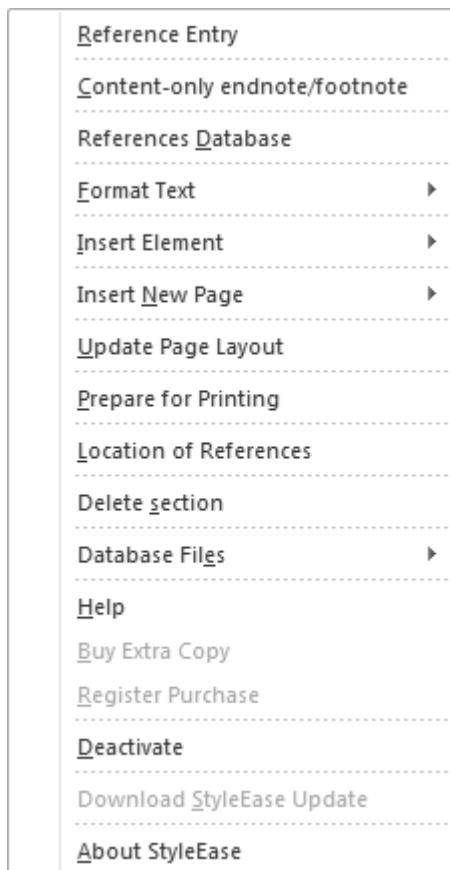 Reference Entry
Content-only endnote/footnote
References Database
Format Text
Insert Element
Insert New Page
Update Page Layout
Prepare for Printing
Location of References
Delete section
Database Files
Help
Buy Extra Copy
Register Purchase
Deactivate
Download StyleEase Update
About StyleEase